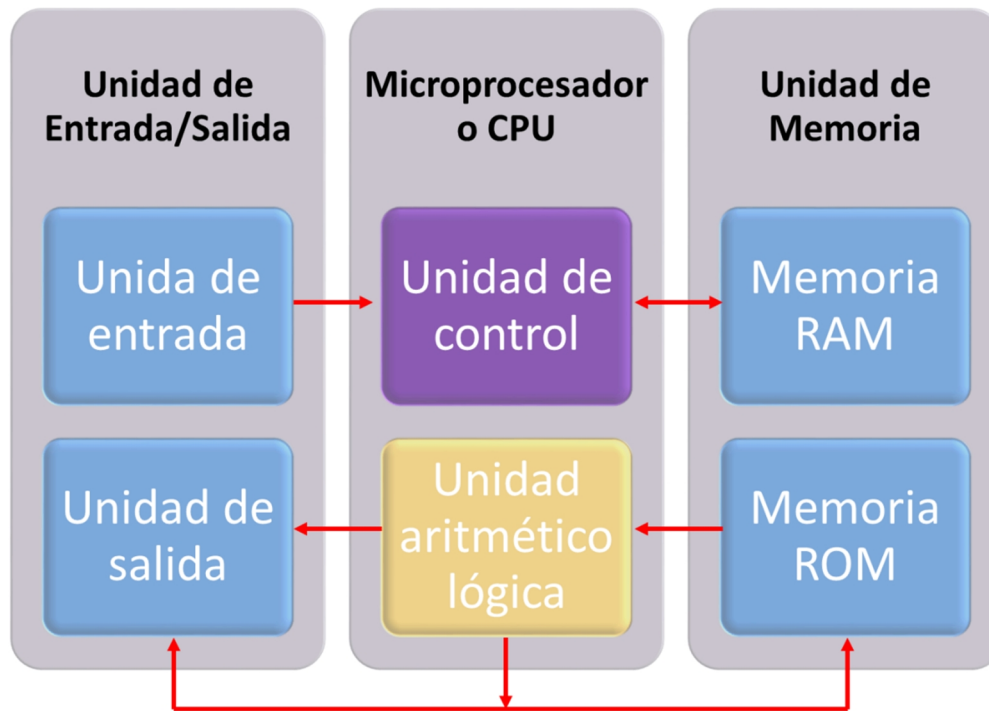 Unidad de
Entrada/Salida
Unida de
entrada
Unidad de
salida
Microprocesador
o CPU
Unidad de
control
Unidad
aritmético
lógica
Unidad de
Memoria
Memoria
RAM
Memoria
ROM